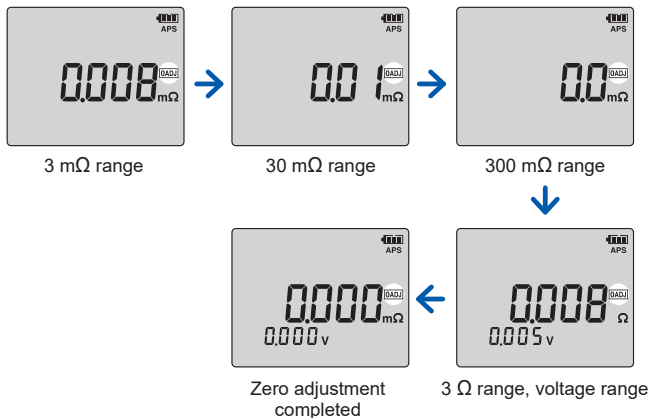 APS
0.008 0ADJ
mΩ
3 mΩ range
APS
0.01 0ADJ
mΩ
30 mΩ range
APS
0.0 0ADJ
mΩ
300 mΩ range
APS
0.008 0ADJ
Ω
0.005 v
3 Ω range, voltage range
APS
0.000 0ADJ
mΩ
0.000 v
Zero adjustment
completed